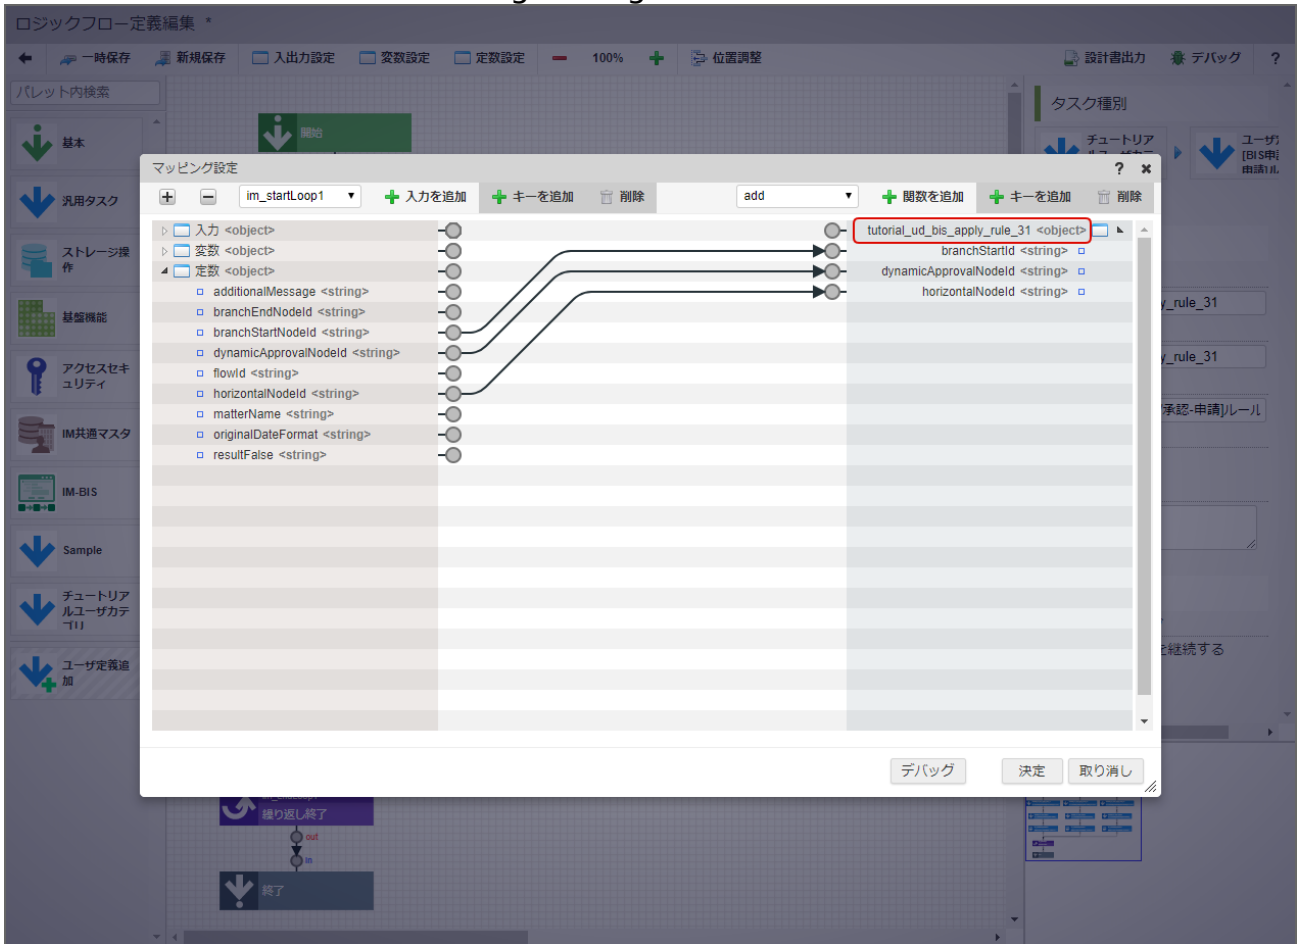 ロジックフロー定義編集 *
一時保存 新規保存 入出力設定 変数設定 定数設定 100% 位置調整 設計書出力 デバッグ ?
パレット内検索
基本
汎用タスク
ストレージ操
作
基盤機能
アクセスセキ
ュリティ
IM共通マスタ
IM-BIS
Sample
チュートリア
ルユーザカテ
ゴリ
ユーザ定義追
加
開始
タスク種別
チュートリア
ユーザ
[BIS申
申請]ル
マッピング設定 ?
im_startLoop1 入力を追加 キーを追加 削除 add 関数を追加 キーを追加 削除
入力 <object>
変数 <object>
定数 <object>
additionalMessage <string>
branchEndNodeId <string>
branchStartNodeId <string>
dynamicApprovalNodeId <string>
flowId <string>
horizontalNodeId <string>
matterName <string>
originalDateFormat <string>
resultFalse <string>
tutorial_ud_bis_apply_rule_31 <object>
branchStartId <string>
dynamicApprovalNodeId <string>
horizontalNodeId <string>
y_rule_31
y_rule_31
承認-申請]ルール
を継続する
デバッグ 決定 取り消し
繰り返し終了
out
in
終了